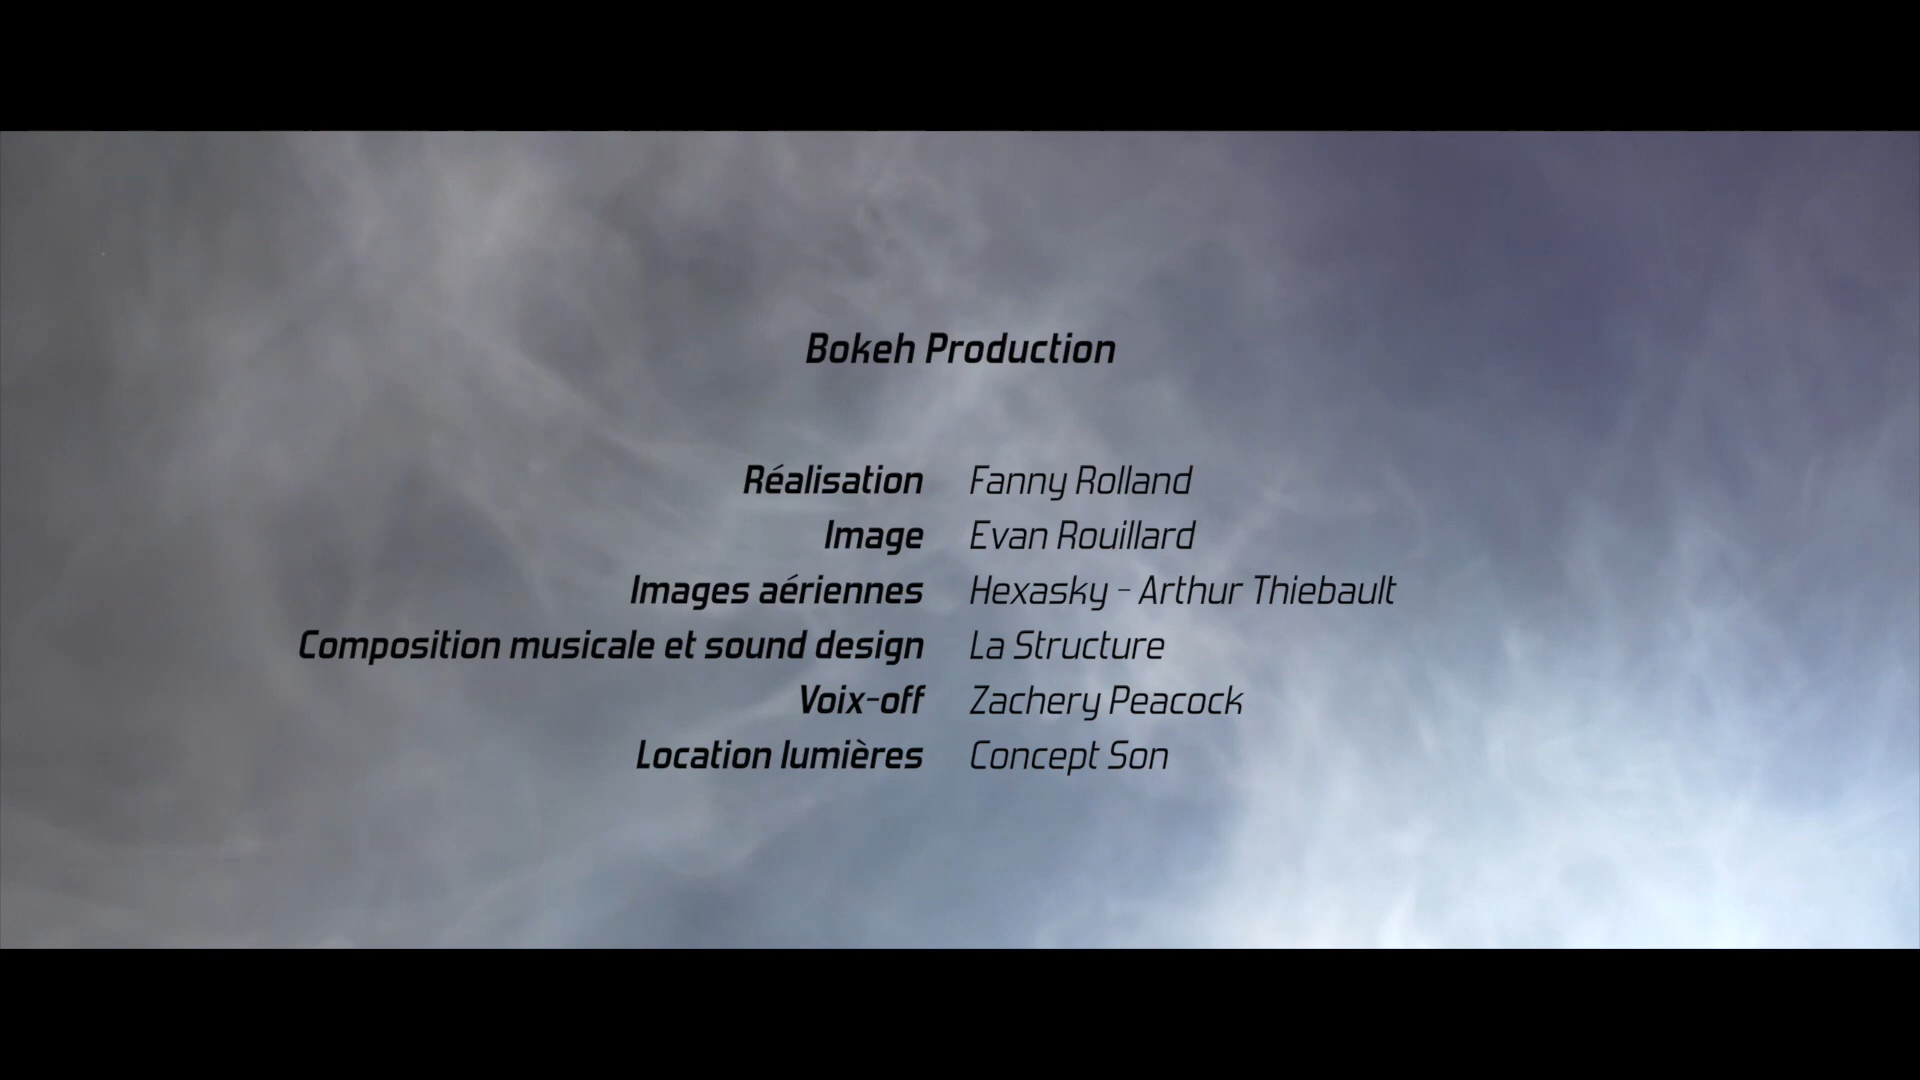 Bokeh Production
Réalisation Fanny Rolland
Image Evan Rouillard
Images aériennes Hexasky - Arthur Thiebault
Composition musicale et sound design La Structure
Voix-off Zachery Peacock
Location lumières Concept Son